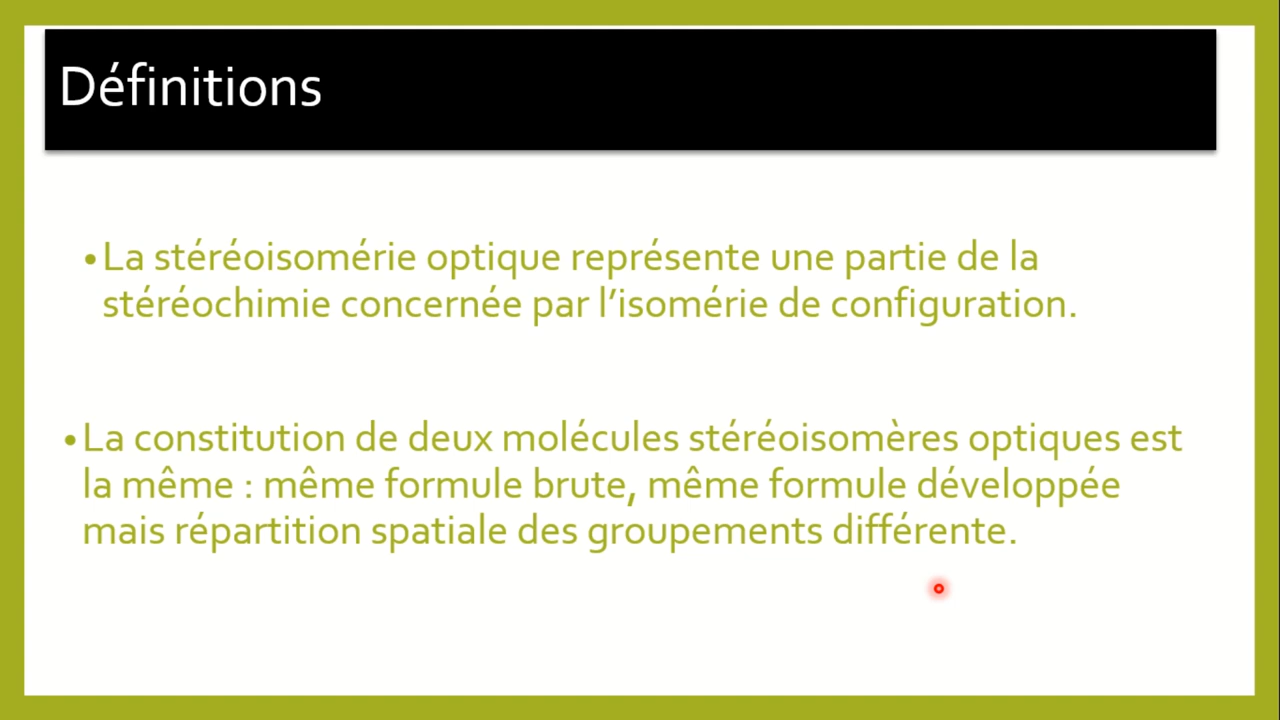 Définitions
•La stéréoisomérie optique représente une partie de la
stéréochimie concernée par l’isomérie de configuration.
•La constitution de deux molécules stéréoisomères optiques est
la même : même formule brute, même formule développée
mais répartition spatiale des groupements différente.